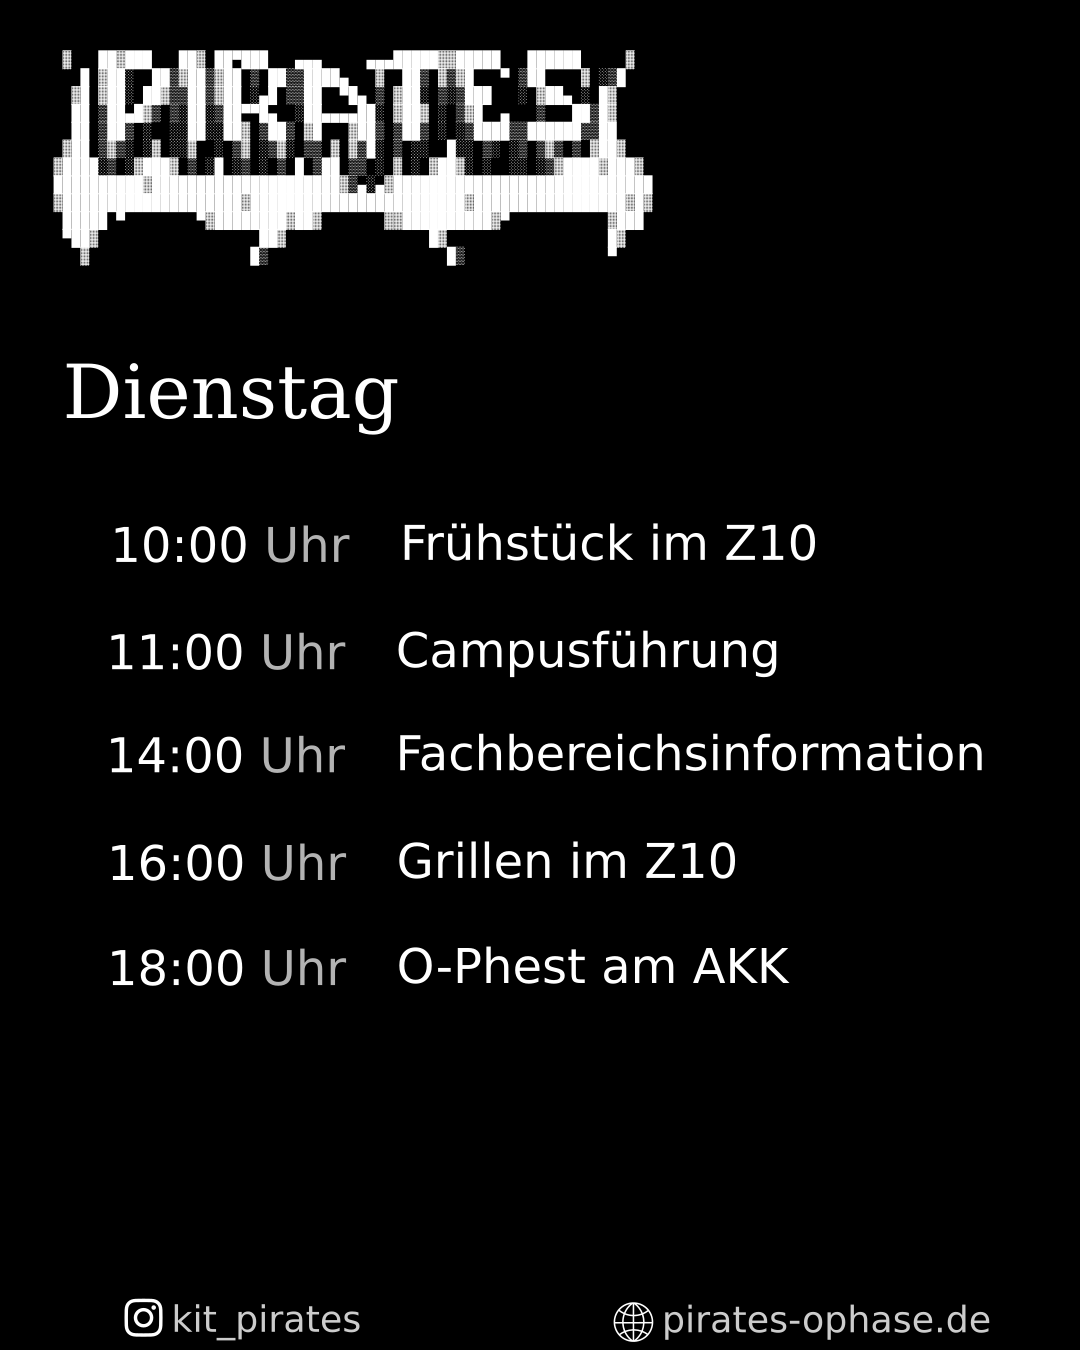 PIRATES!
Dienstag
10:00 Uhr Frühstück im Z10
11:00 Uhr Campusführung
14:00 Uhr Fachbereichsinformation
16:00 Uhr Grillen im Z10
18:00 Uhr O-Phest am AKK
kit_pirates pirates-ophase.de